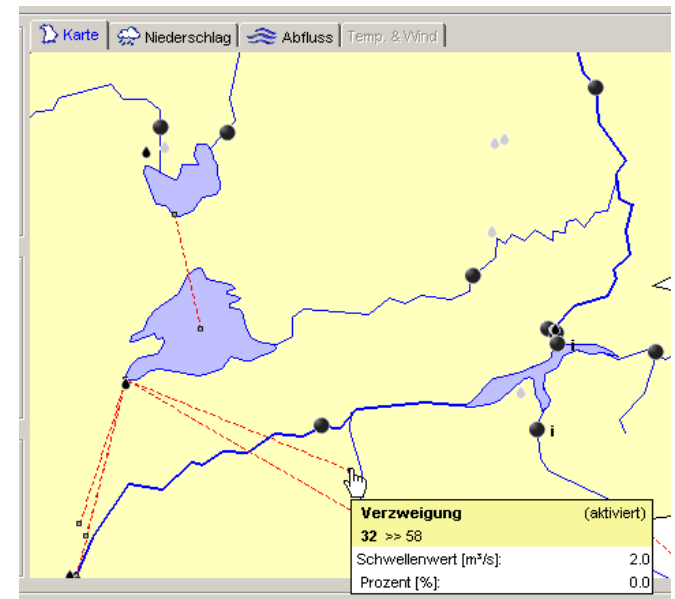 Karte Niederschlag Abfluss Temp. & Wind
i
i
Verzweigung (aktiviert)
32 >> 58
Schwellenwert [m³/s]: 2.0
Prozent [%]: 0.0